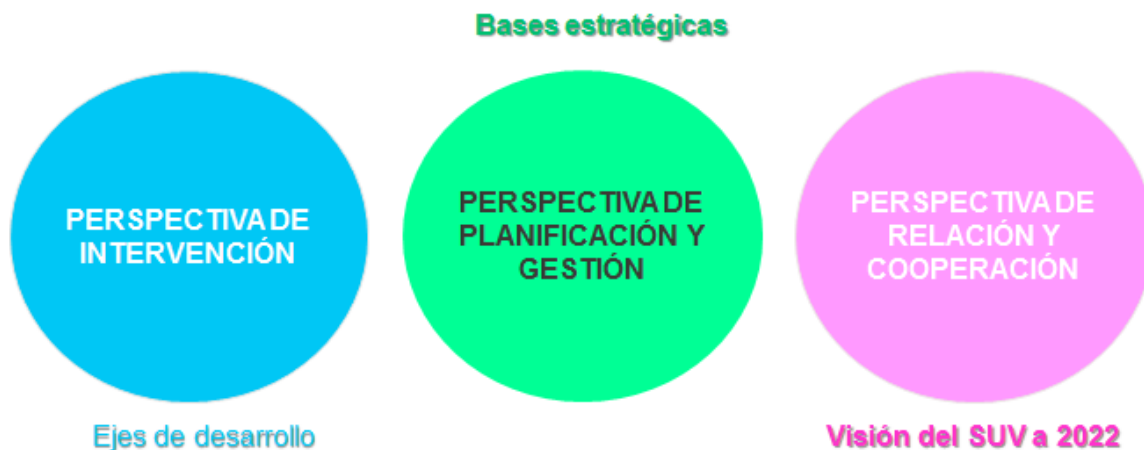 Bases estratégicas
PERSPECTIVA DE
INTERVENCIÓN
PERSPECTIVA DE
PLANIFICACIÓN Y
GESTIÓN
PERSPECTIVA DE
RELACIÓN Y
COOPERACIÓN
Ejes de desarrollo
Visión del SUV a 2022